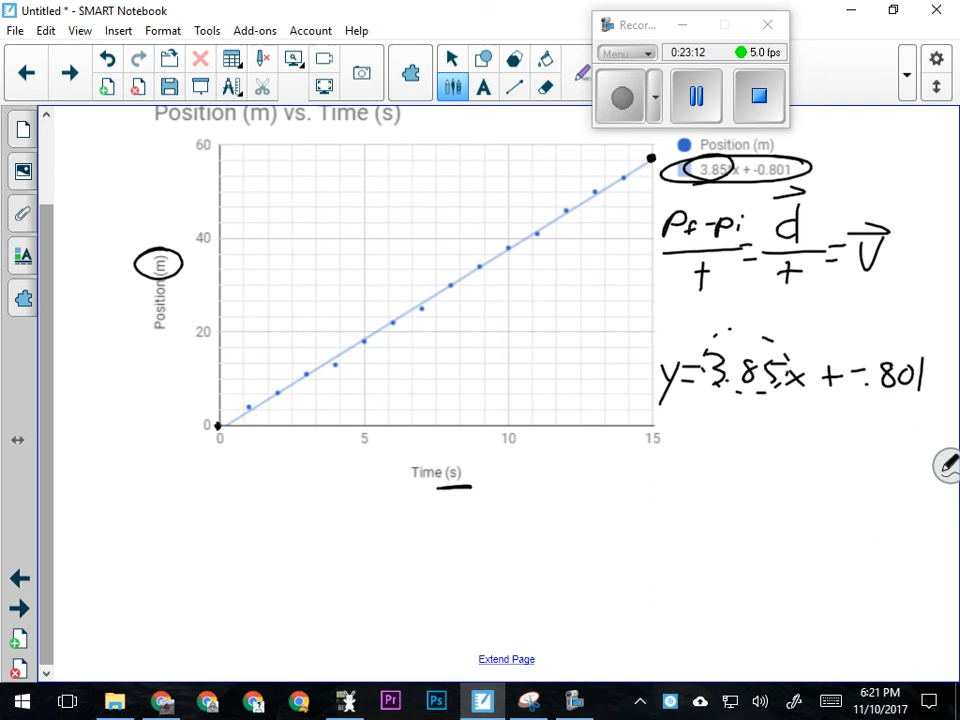 Untitled * - SMART Notebook
File Edit View Insert Format Tools Add-ons Account Help
Recor...
Menu
0:23:12
5.0 fps
Position (m) vs. Time (s)
Position (m)
3.85*x + -0.801
60
40
20
0
0 5 10 15
Position (m)
Time (s)
Pf-Pi / t = d / t = V
y=3.85x + -.801
Extend Page
6:21 PM
11/10/2017
A
A
Pr
Ps